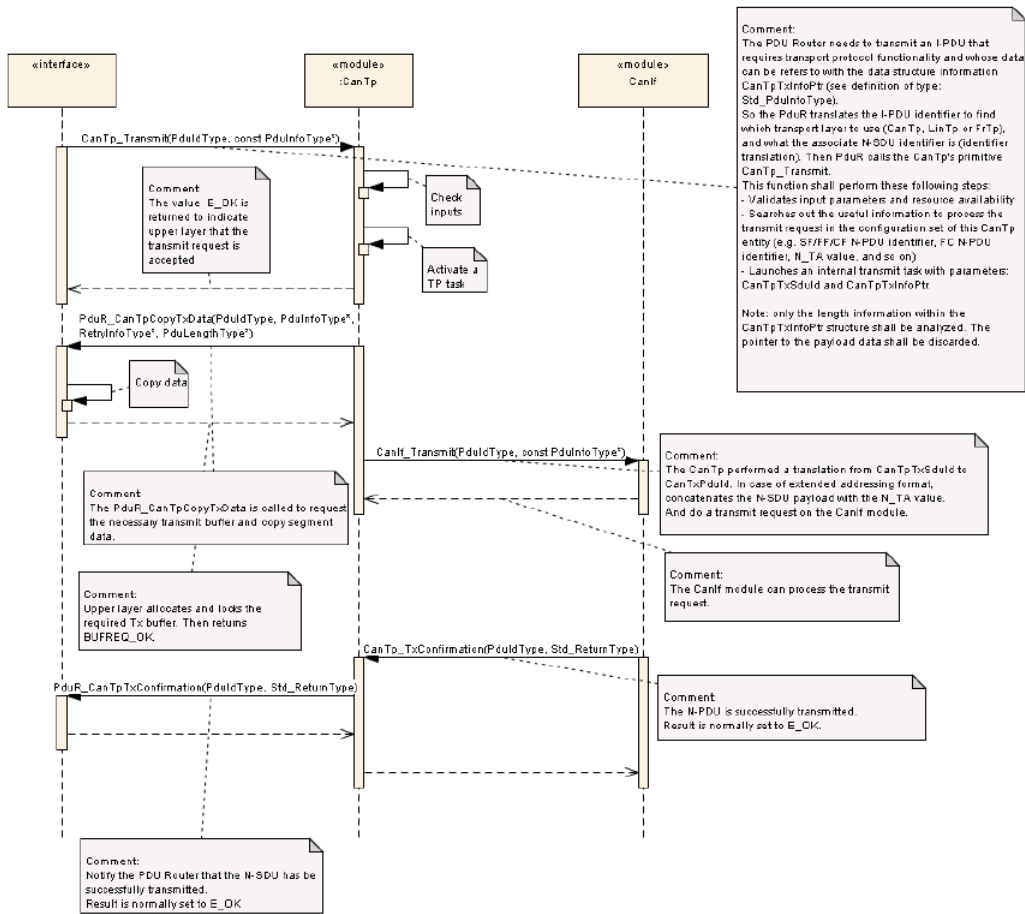 «interface»
«module»
:CanTp
«module»
CanIf
Comment:
The PDU Router needs to transmit an I-PDU that
requires transport protocol functionality and whose data
can be refers to with the data structure information
CanTpTxInfoPtr (see definition of type:
Std_PduInfoType).
So the PduR translates the I-PDU identifier to find
which transport layer to use (CanTp, LinTp or FrTp),
and what the associate N-SDU identifier is (identifier
translation). Then PduR calls the CanTp's primitive
CanTp_Transmit.
This function shall perform these following steps:
- Validates input parameters and resource availability
- Searches out the useful information to process the
transmit request in the configuration set of this CanTp
entity (e.g. SF/FF/CF N-PDU identifier, FC N-PDU
identifier, N_TA value, and so on)
- Launches an internal transmit task with parameters:
CanTpTxSduId and CanTpTxInfoPtr.
Note: only the length information within the
CanTpTxInfoPtr structure shall be analyzed. The
pointer to the payload data shall be discarded.
CanTp_Transmit(PduIdType, const PduInfoType*)
Comment
The value  E_OK is
returned to indicate
upper layer that the
transmit request is
accepted
Check
inputs
Activate a
TP task
PduR_CanTpCopyTxData(PduIdType, PduInfoType*,
RetryInfoType*, PduLengthType*)
Copy data
CanIf_Transmit(PduIdType, const PduInfoType*)
Comment:
The CanTp performed a translation from CanTpTxSduId to
CanTxPduId. In case of extended addressing format,
concatenates the N-SDU payload with the N_TA value.
And do a transmit request on the CanIf module.
Comment
The PduR_CanTpCopyTxData is called to request
the necessary transmit buffer and copy segment
data.
Comment:
The CanIf module can process the transmit
request.
Comment:
Upper layer allocates and locks the
required Tx buffer. Then returns
BUFREQ_OK.
CanTp_TxConfirmation(PduIdType, Std_ReturnType)
PduR_CanTpTxConfirmation(PduIdType, Std_ReturnType)
Comment
The N-PDU is successfully transmitted.
Result is normally set to E_OK.
Comment:
Notify the PDU Router that the N-SDU has be
successfully transmitted.
Result is normally set to E_OK